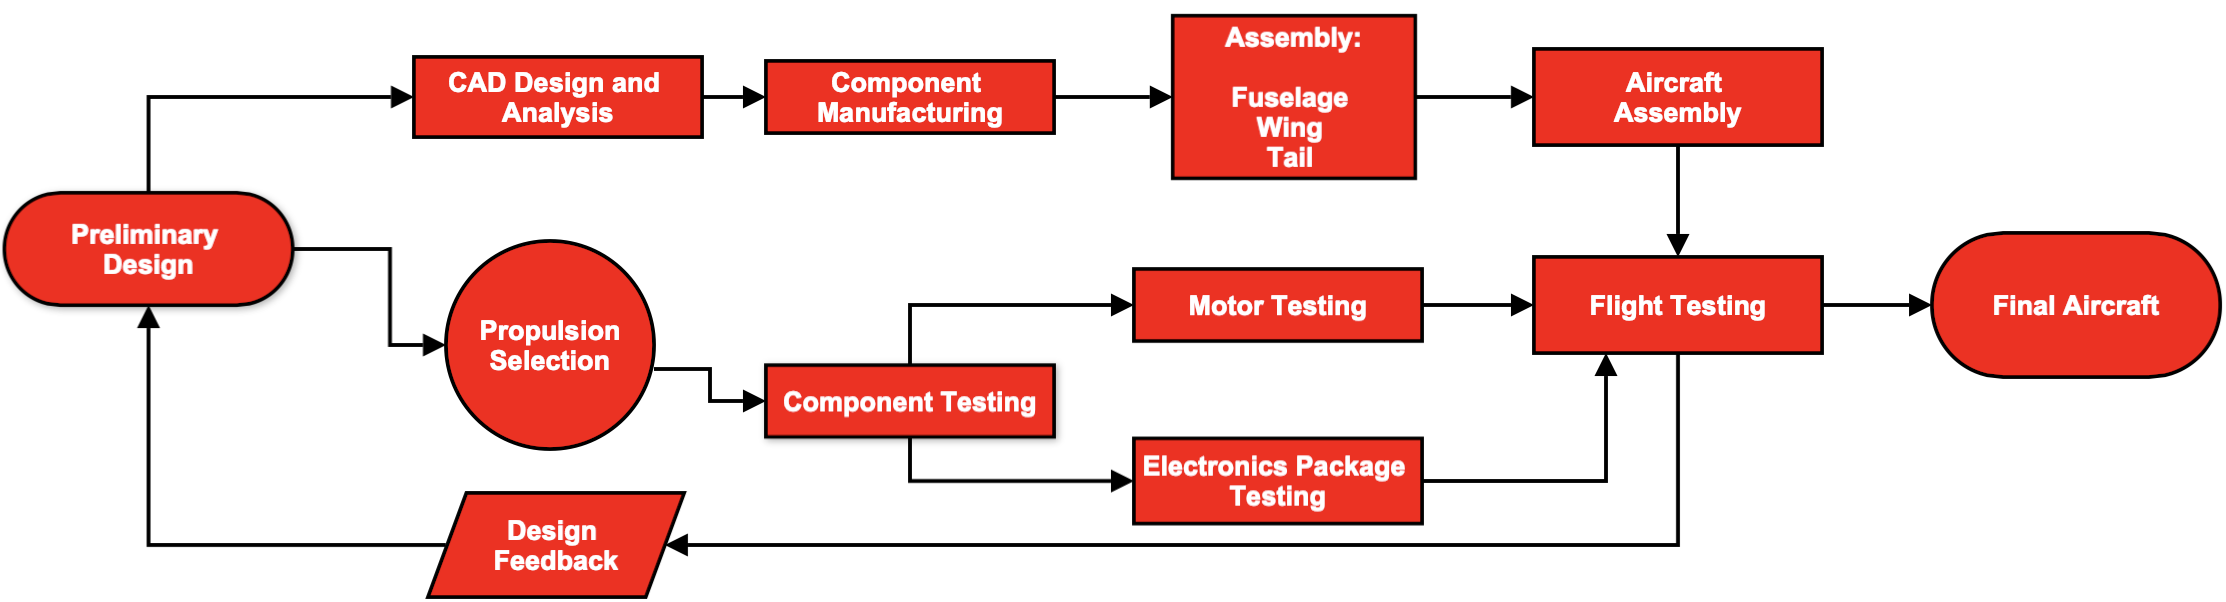 Preliminary
Design
CAD Design and
Analysis
Component
Manufacturing
Assembly:
Fuselage
Wing
Tail
Aircraft
Assembly
Propulsion
Selection
Component Testing
Motor Testing
Electronics Package
Testing
Flight Testing
Final Aircraft
Design
Feedback